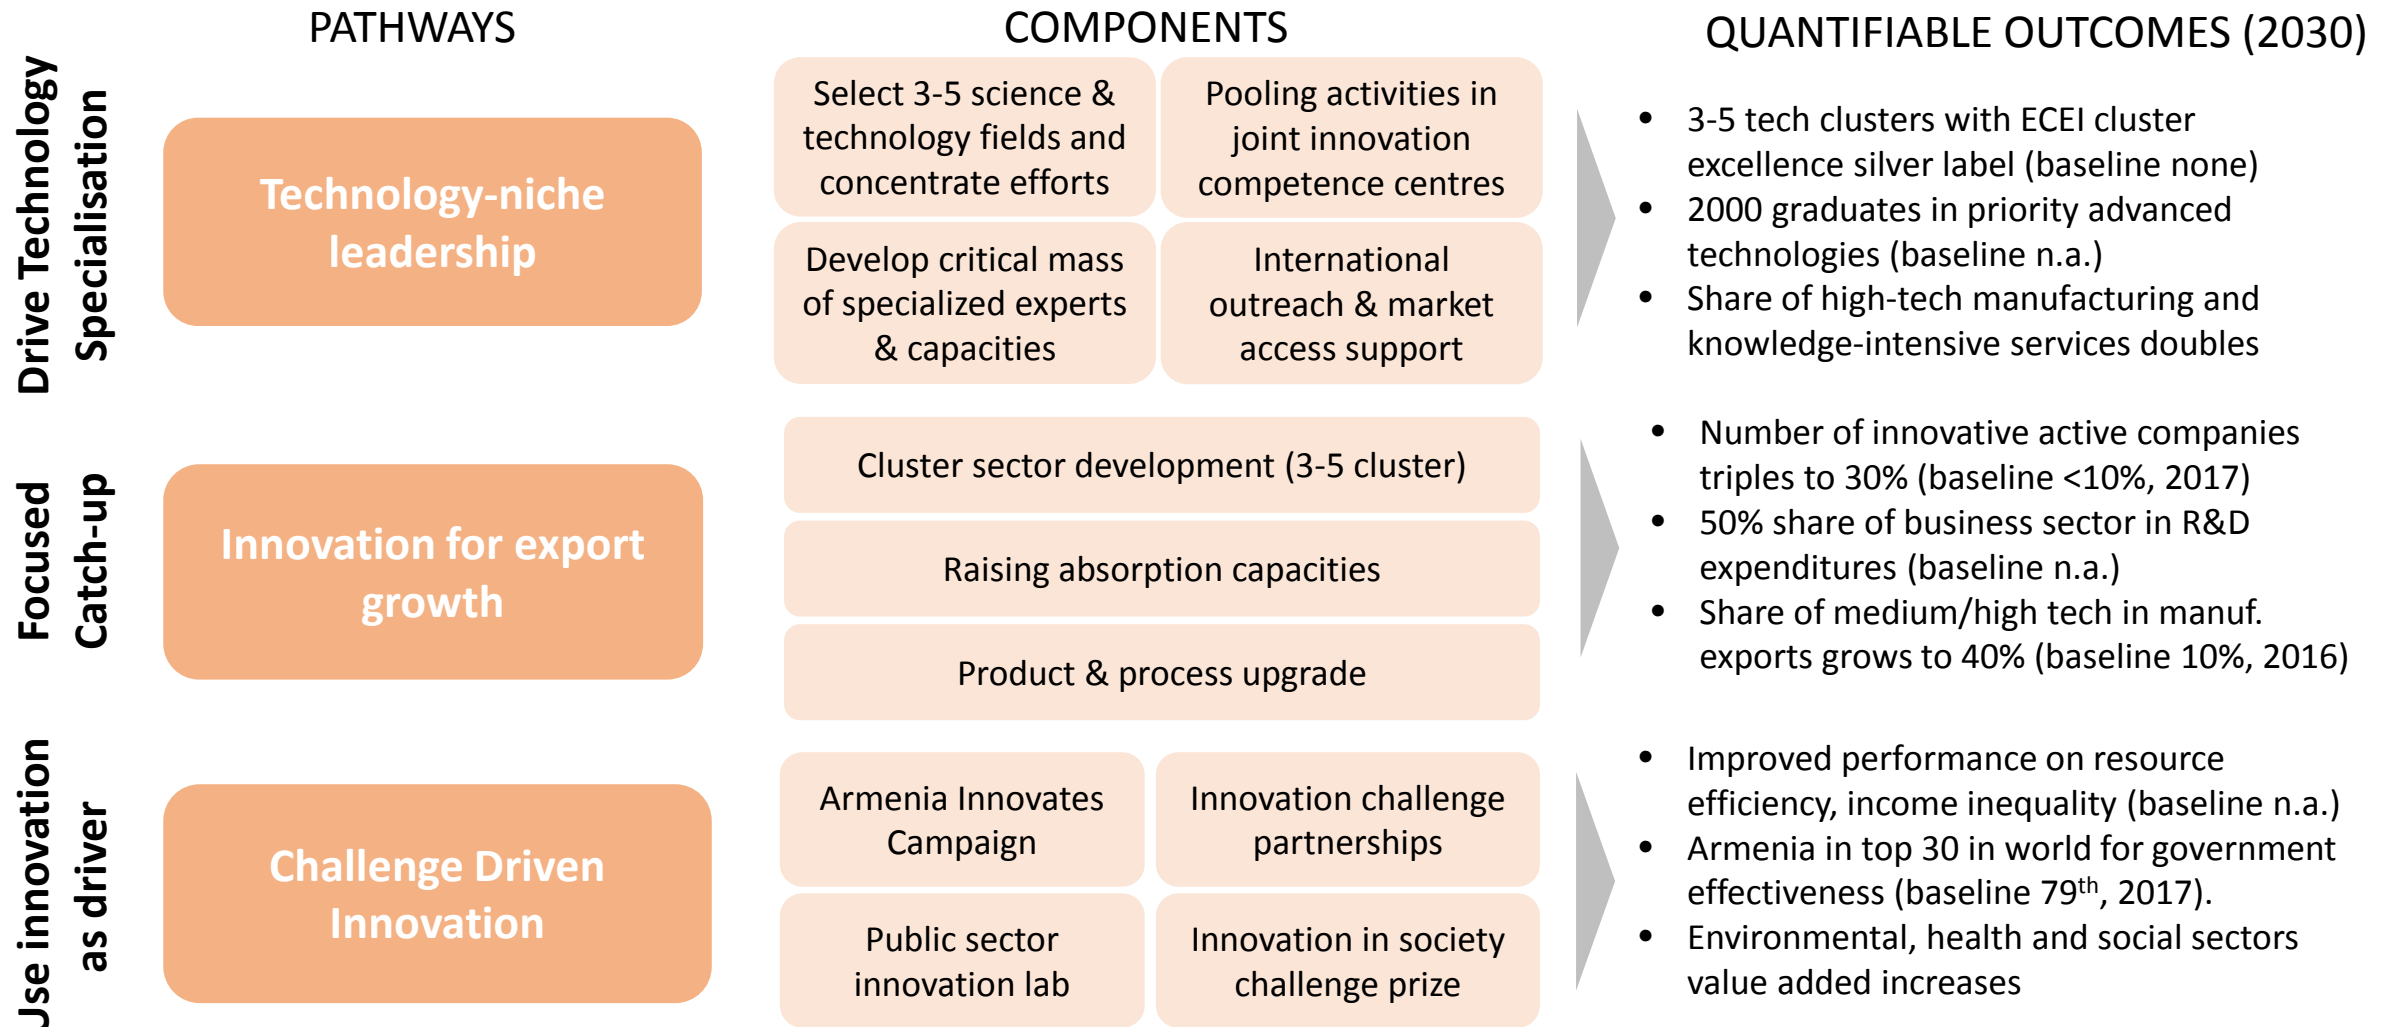 PATHWAYS
COMPONENTS
QUANTIFIABLE OUTCOMES (2030)
Drive Technology
Specialisation
Technology-niche
leadership
Select 3-5 science &
technology fields and
concentrate efforts
Pooling activities in
joint innovation
competence centres
Develop critical mass
of specialized experts
& capacities
International
outreach & market
access support
• 3-5 tech clusters with ECEI cluster
excellence silver label (baseline none)
• 2000 graduates in priority advanced
technologies (baseline n.a.)
• Share of high-tech manufacturing and
knowledge-intensive services doubles
Focused
Catch-up
Innovation for export
growth
Cluster sector development (3-5 cluster)
Raising absorption capacities
Product & process upgrade
• Number of innovative active companies
triples to 30% (baseline <10%, 2017)
• 50% share of business sector in R&D
expenditures (baseline n.a.)
• Share of medium/high tech in manuf.
exports grows to 40% (baseline 10%, 2016)
Use innovation
as driver
Challenge Driven
Innovation
Armenia Innovates
Campaign
Innovation challenge
partnerships
Public sector
innovation lab
Innovation in society
challenge prize
• Improved performance on resource
efficiency, income inequality (baseline n.a.)
• Armenia in top 30 in world for government
effectiveness (baseline 79th, 2017).
• Environmental, health and social sectors
value added increases